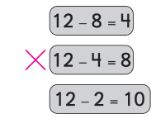 12 – 8 = 4
12 – 4 = 8
12 – 2 = 10